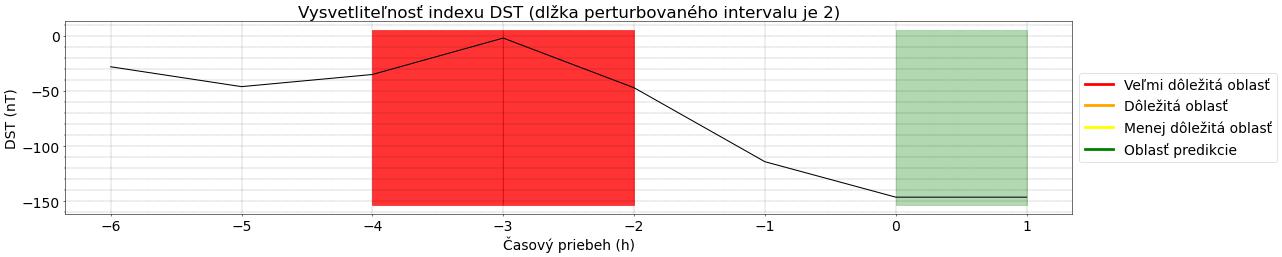 Vysvetliteľnosť indexu DST (dĺžka perturbovaného intervalu je 2)
DST (nT)
0
−50
−100
−150
−6 −5 −4 −3 −2 −1 0 1
Časový priebeh (h)
Veľmi dôležitá oblasť
Dôležitá oblasť
Menej dôležitá oblasť
Oblasť predikcie